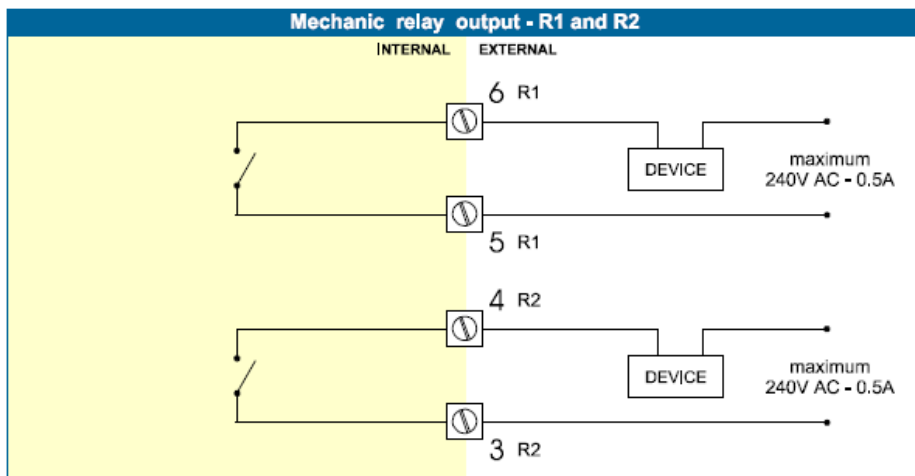 Mechanic relay output - R1 and R2
INTERNAL EXTERNAL
6 R1
DEVICE
maximum
240V AC - 0.5A
5 R1
4 R2
DEVICE
maximum
240V AC - 0.5A
3 R2